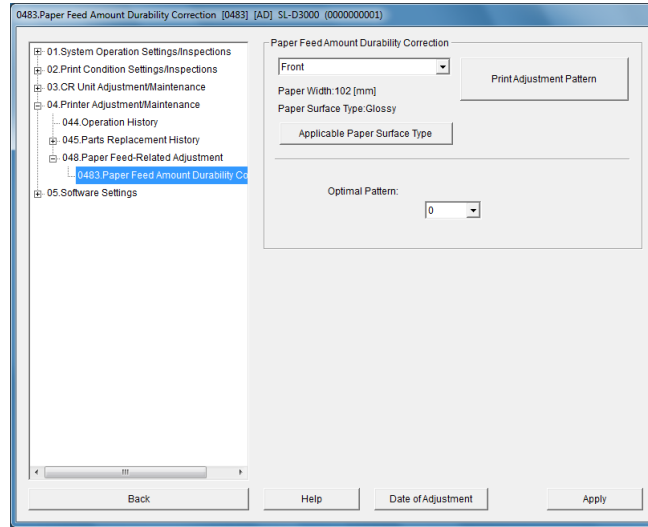 0483.Paper Feed Amount Durability Correction [0483] [AD] SL-D3000 (0000000001)
01.System Operation Settings/Inspections
02.Print Condition Settings/Inspections
03.CR Unit Adjustment/Maintenance
04.Printer Adjustment/Maintenance
044.Operation History
045.Parts Replacement History
048.Paper Feed-Related Adjustment
0483.Paper Feed Amount Durability Co
05.Software Settings
Paper Feed Amount Durability Correction
Front
Print Adjustment Pattern
Paper Width:102 [mm]
Paper Surface Type:Glossy
Applicable Paper Surface Type
Optimal Pattern:
0
Back
Help
Date of Adjustment
Apply